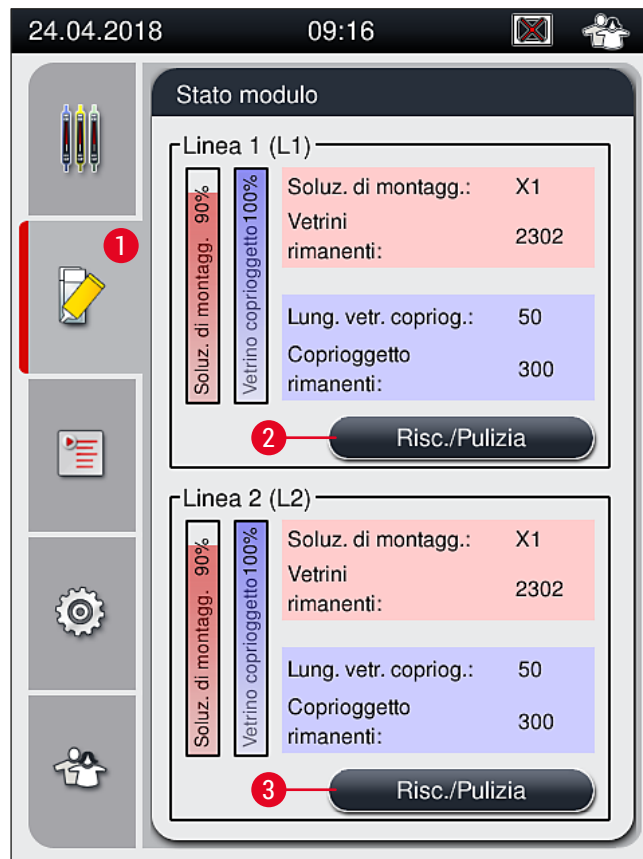 24.04.2018 09:16
Stato modulo
1
Linea 1 (L1)
Soluz. di montagg. 90%
Vetrino coprioggetto 100%
Soluz. di montagg.: X1
Vetrini
rimanenti: 2302
Lung. vetr. copriog.: 50
Coprioggetto
rimanenti: 300
2 Risc./Pulizia
Linea 2 (L2)
Soluz. di montagg. 90%
Vetrino coprioggetto 100%
Soluz. di montagg.: X1
Vetrini
rimanenti: 2302
Lung. vetr. copriog.: 50
Coprioggetto
rimanenti: 300
3 Risc./Pulizia